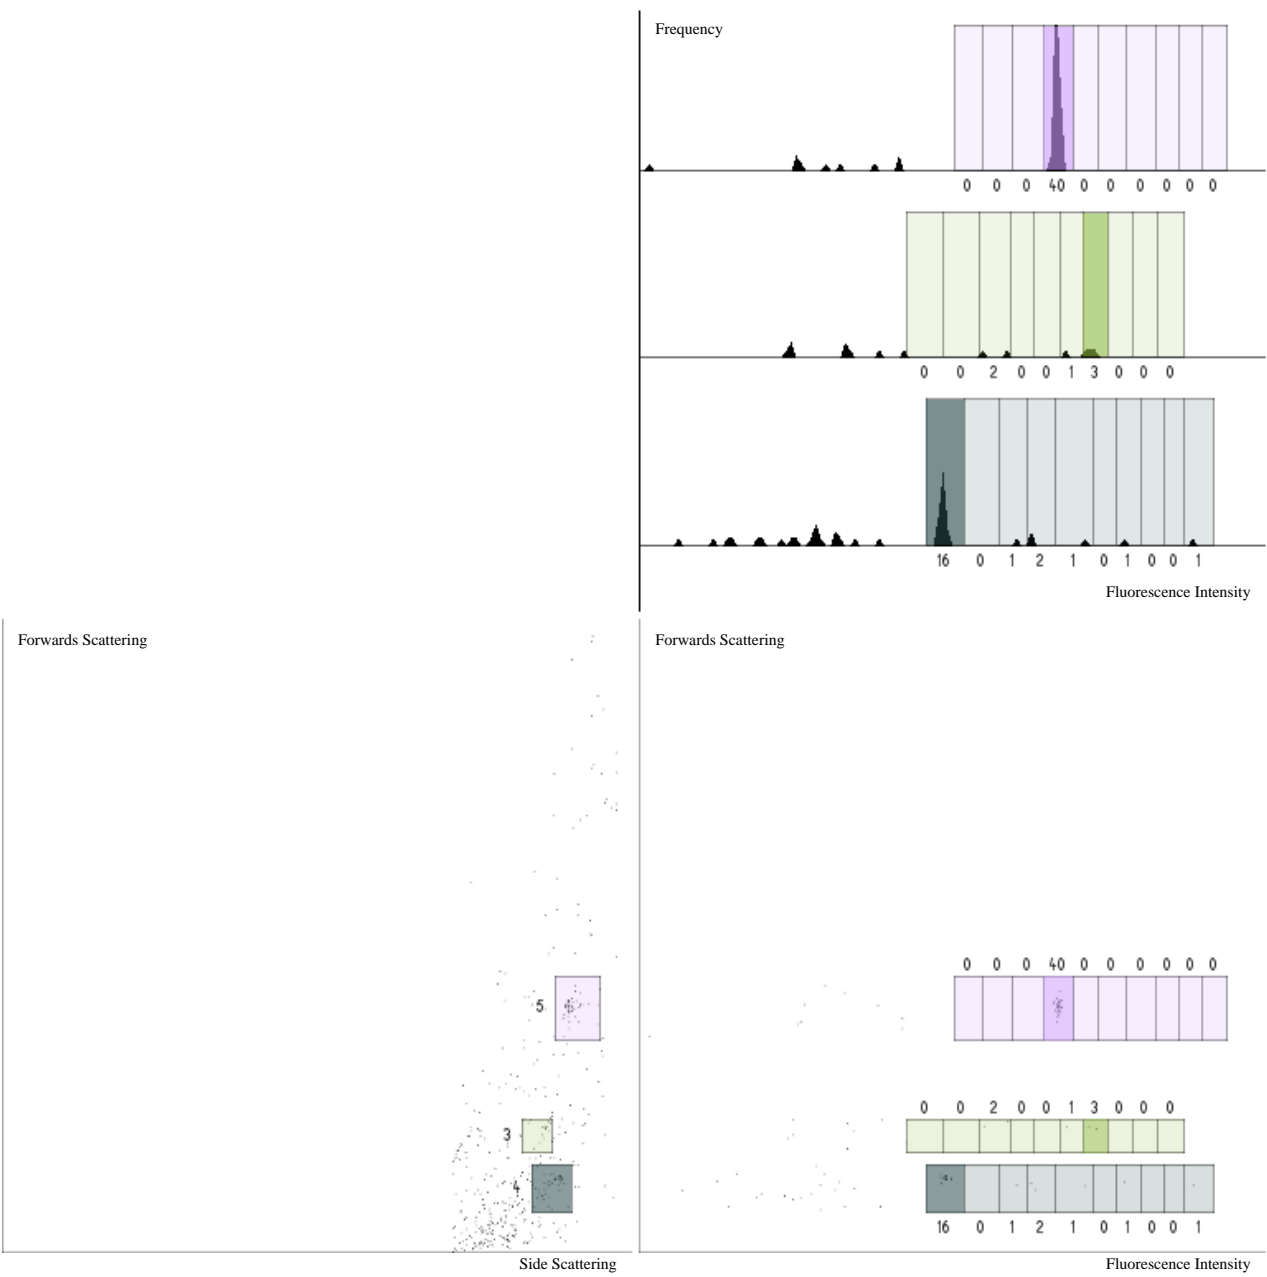 Frequency
0 0 0 40 0 0 0 0 0 0
0 0 2 0 0 1 3 0 0 0
16 0 1 2 1 0 1 0 0 1
Fluorescence Intensity
Forwards Scattering
Forwards Scattering
0 0 0 40 0 0 0 0 0 0
5
0 0 2 0 0 1 3 0 0 0
3
4
16 0 1 2 1 0 1 0 0 1
Side Scattering
Fluorescence Intensity